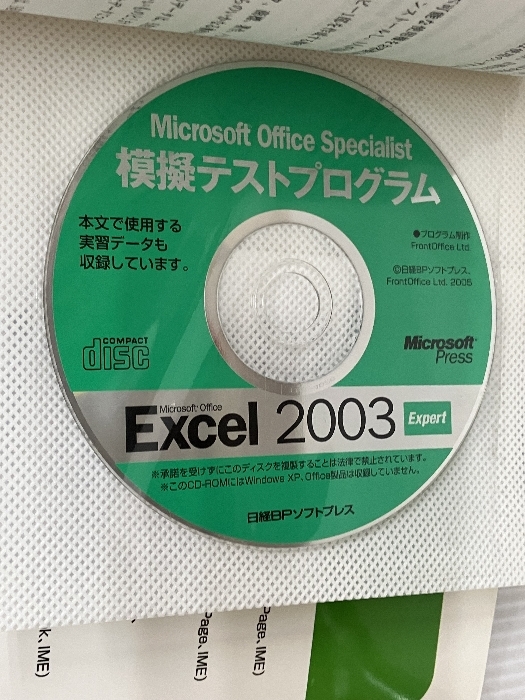 Microsoft Office Specialist
模擬テストプログラム
本文で使用する
実習データも
収録しています。
●プログラム制作
FrontOffice Ltd.
©日経BPソフトプレス、
FrontOffice Ltd. 2005
COMPACT
disc
Microsoft
Press
Microsoft Office
Excel 2003 Expert
※承諾を受けずにこのディスクを複製することは法律で禁止されています。
※このCD-ROMにはWindows XP、Office製品は収録していません。
日経BPソフトプレス
k、IME)
Page、IME)
Page、IME)